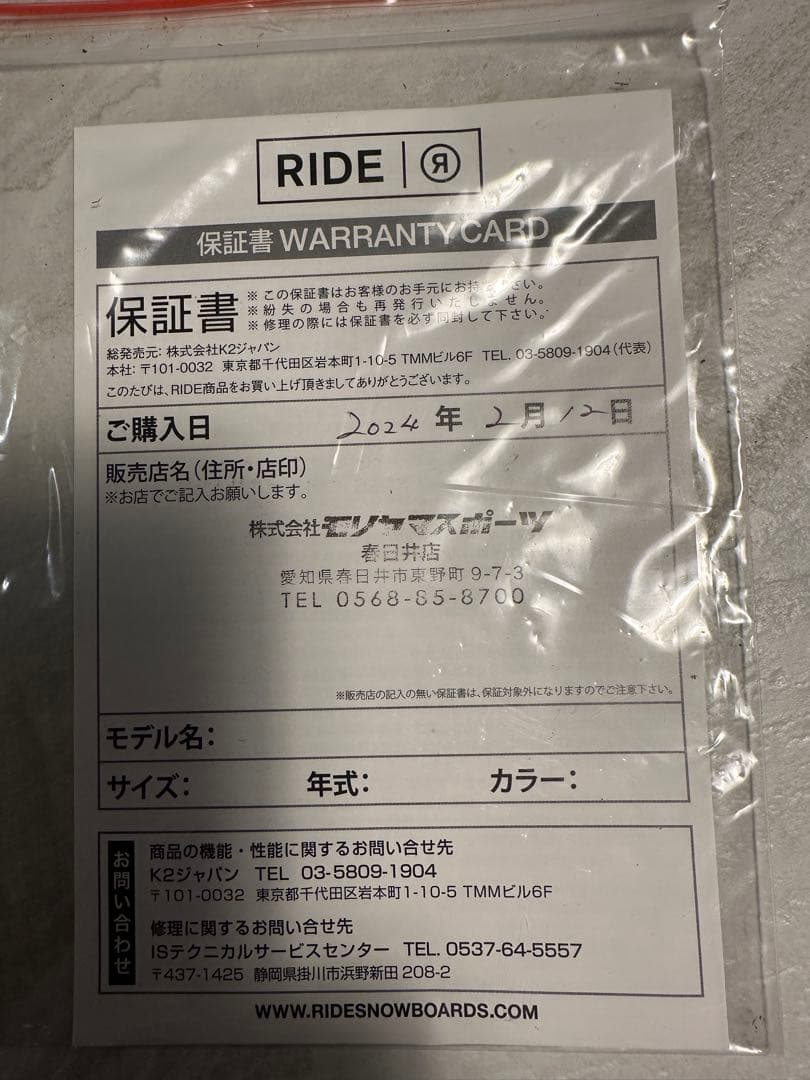 RIDE | R
保証書 WARRANTY CARD
保証書
※この保証書はお客様のお手元にお持ち下さい。
※紛失の場合も再発行いたしません。
※修理の際には保証書を必ず同封して下さい。
総発売元: 株式会社K2ジャパン
本社: 〒101-0032 東京都千代田区岩本町1-10-5 TMMビル6F TEL. 03-5809-1904(代表)
このたびは、RIDE商品をお買い上げ頂きましてありがとうございます。
ご購入日 2024年 2月 12日
販売店名(住所・店印)
※お店でご記入お願いします。
株式会社モリヤマスポーツ
春日井店
愛知県春日井市東野町 9-7-3
TEL 0568-85-8700
※販売店の記入の無い保証書は、保証対象外になりますのでご注意下さい。
モデル名:
サイズ: 年式: カラー:
お問い合わせ
商品の機能・性能に関するお問い合せ先
K2ジャパン TEL 03-5809-1904
〒101-0032 東京都千代田区岩本町1-10-5 TMMビル6F
修理に関するお問い合せ先
ISテクニカルサービスセンター TEL. 0537-64-5557
〒437-1425 静岡県掛川市浜野新田 208-2
WWW.RIDESNOWBOARDS.COM